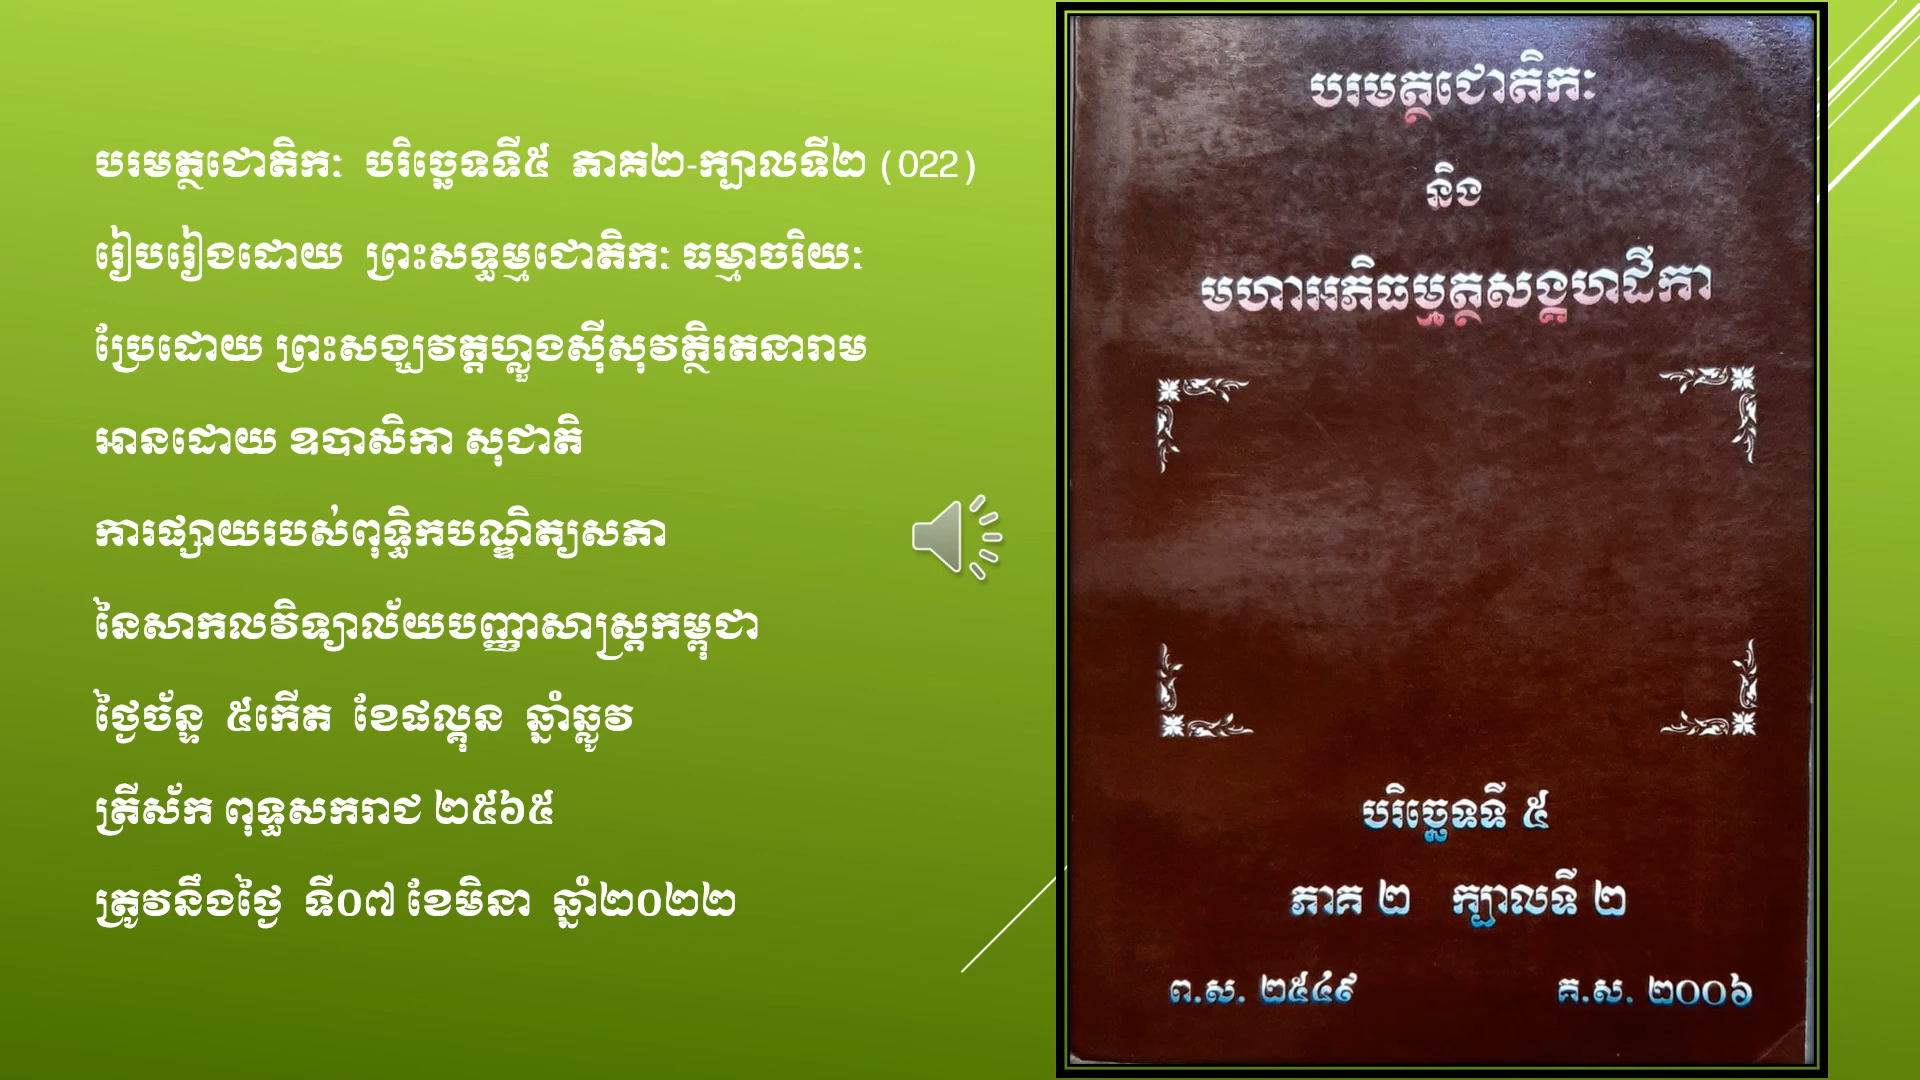 បរមត្ថជោតិកៈ បរិច្ឆេទទី៥ ភាគ២-ក្បាលទី២ (022)
រៀបរៀងដោយ ព្រះសទ្ធម្មជោតិកៈ ធម្មាចរិយៈ
ប្រែដោយ ព្រះសង្ឃវត្តហ្លួងស៊ីសុវត្ថិរតនារាម
អានដោយ ឧបាសិកា សុជាតិ
ការផ្សាយរបស់ពុទ្ធិកបណ្ឌិត្យសភា
នៃសាកលវិទ្យាល័យបញ្ញាសាស្ត្រកម្ពុជា
ថ្ងៃច័ន្ទ ៥កើត ខែផល្គុន ឆ្នាំឆ្លូវ
ត្រីស័ក ពុទ្ធសករាជ ២៥៦៥
ត្រូវនឹងថ្ងៃ ទី០៧ ខែមិនា ឆ្នាំ២០២២
បរមត្ថជោតិកៈ
និង
មហាអភិធម្មត្ថសង្គហដីកា
បរិច្ឆេទទី ៥
ភាគ ២ ក្បាលទី ២
ព.ស. ២៥៤៩ គ.ស. ២០០៦